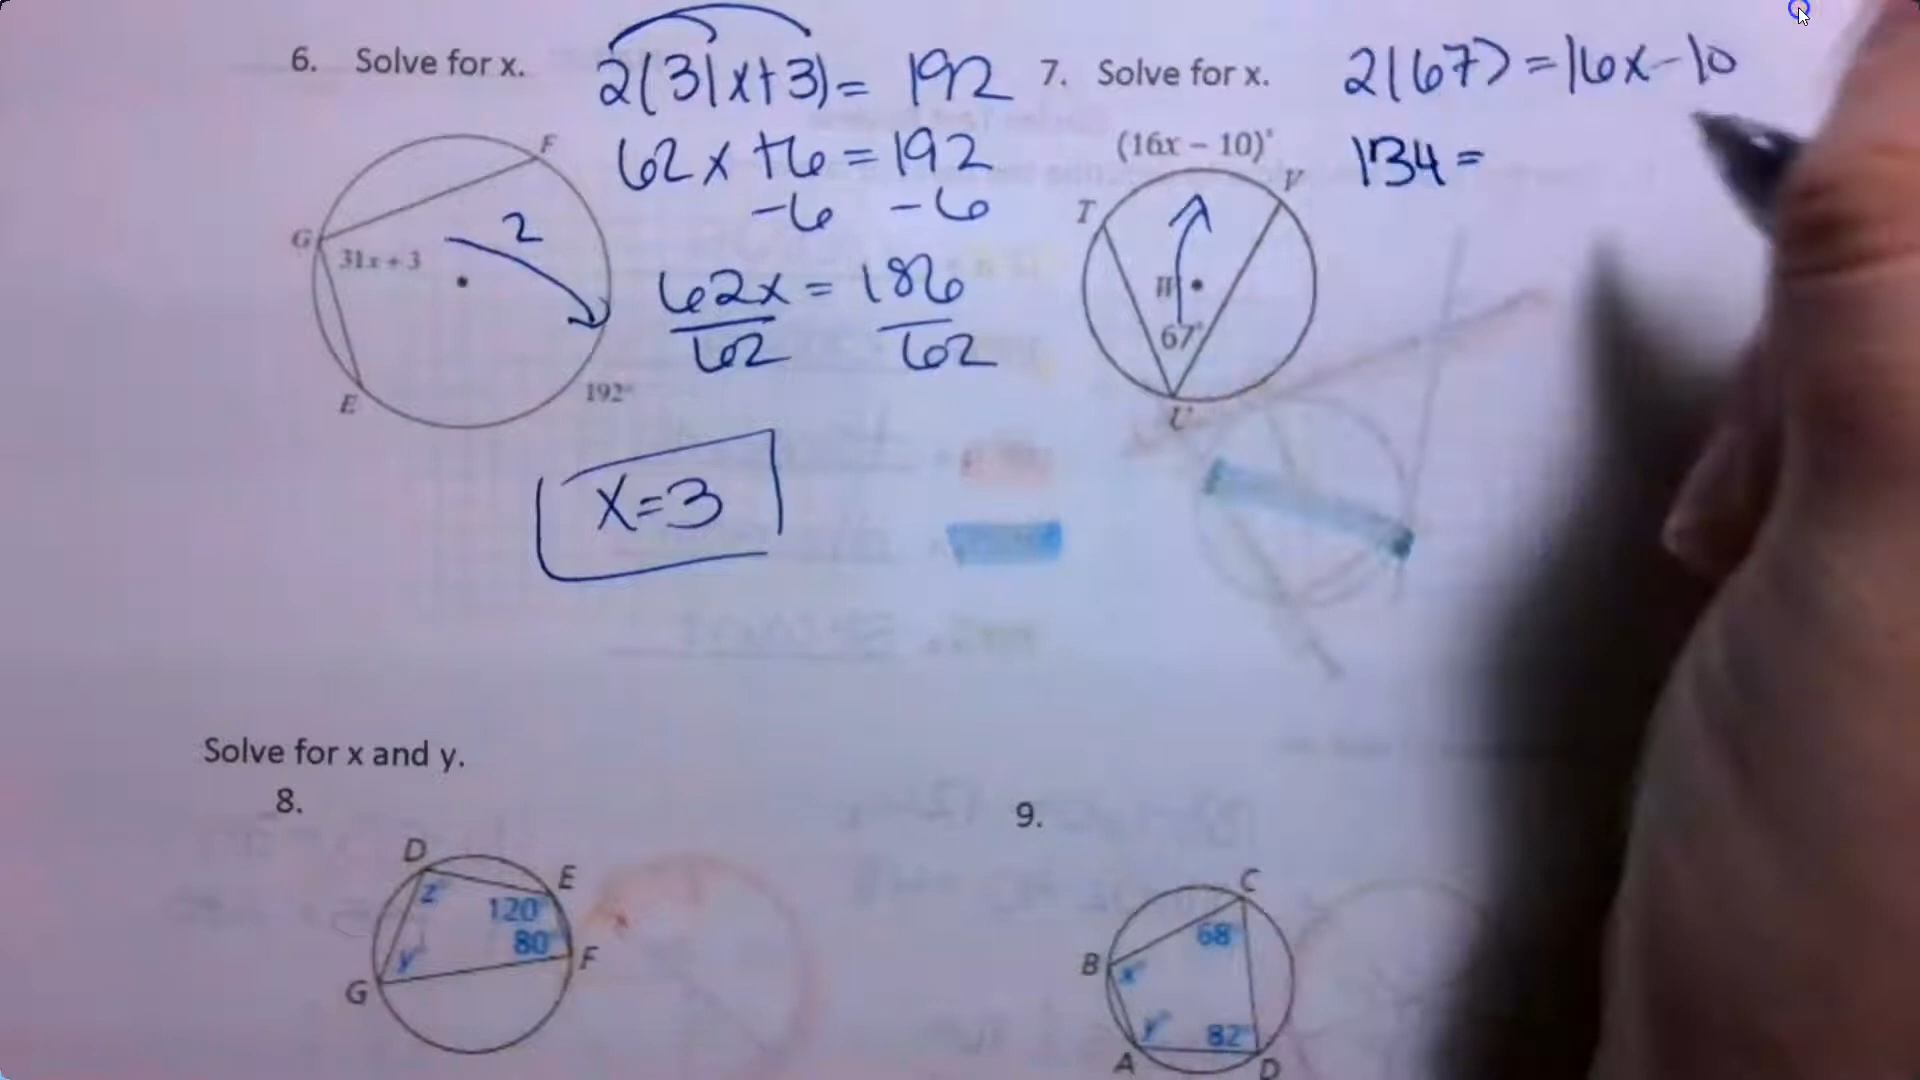 6. Solve for x.
2(31x+3) = 192
62x + 6 = 192
-6 -6
62x = 186
62 62
x=3
F
G
31x + 3
2
E
192°
7. Solve for x.
2(67) = 16x - 10
134 =
(16x − 10)°
T
V
W
67°
U
Solve for x and y.
8.
D
E
z°
120°
80°
y°
F
G
9.
C
68°
B
x°
y°
82°
A
D